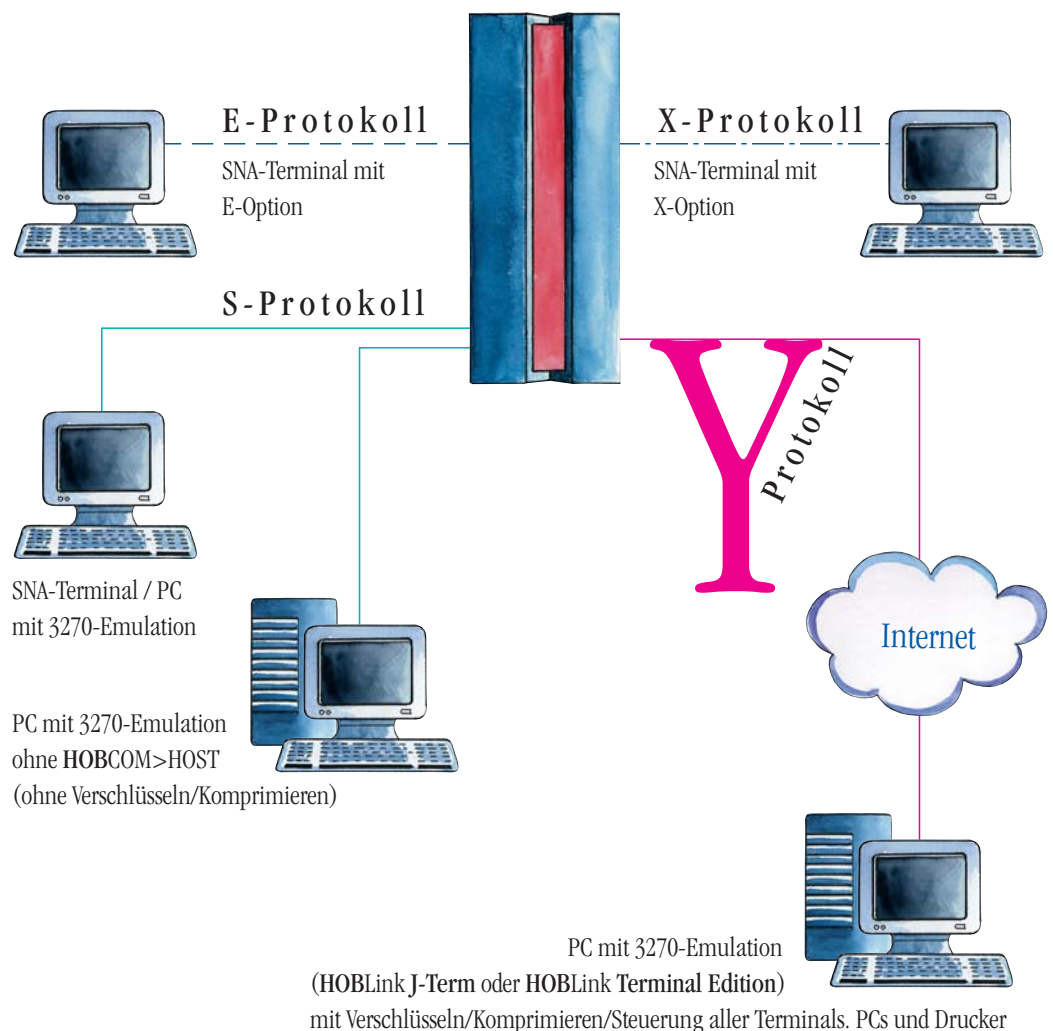 E-Protokoll
SNA-Terminal mit
E-Option
X-Protokoll
SNA-Terminal mit
X-Option
S-Protokoll
Y
Protokoll
SNA-Terminal / PC
mit 3270-Emulation
Internet
PC mit 3270-Emulation
ohne HOBCOM>HOST
(ohne Verschlüsseln/Komprimieren)
PC mit 3270-Emulation
(HOBLink J-Term oder HOBLink Terminal Edition)
mit Verschlüsseln/Komprimieren/Steuerung aller Terminals. PCs und Drucker